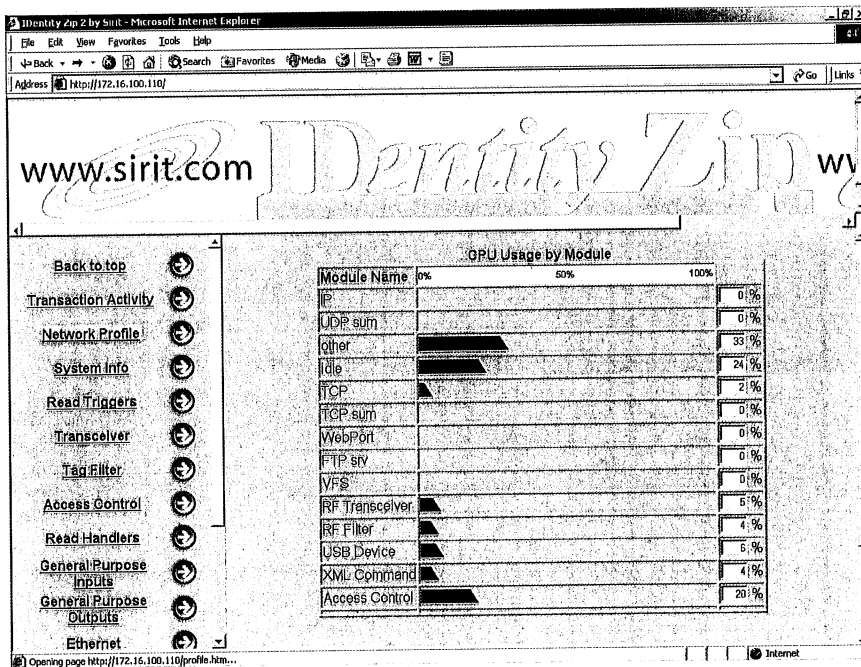 IDentity Zip 2 by Sirit - Microsoft Internet Explorer
File Edit View Favorites Tools Help
Back Search Favorites Media
Address http://172.16.100.110/ Go Links
www.sirit.com IDentity Zip
Back to top
Transaction Activity
Network Profile
System Info
Read Triggers
Transceiver
Tag Filter
Access Control
Read Handlers
General Purpose
Inputs
General Purpose
Outputs
Ethernet
CPU Usage by Module
Module Name 0% 50% 100%
IP 0 %
UDP sum 0 %
other 33 %
Idle 24 %
TCP 2 %
TCP sum 0 %
WebPort 0 %
FTP srv 0 %
VFS 0 %
RF Transceiver 5 %
RF Filter 4 %
USB Device 6 %
XML Command 4 %
Access Control 20 %
Opening page http://172.16.100.110/profile.htm... Internet